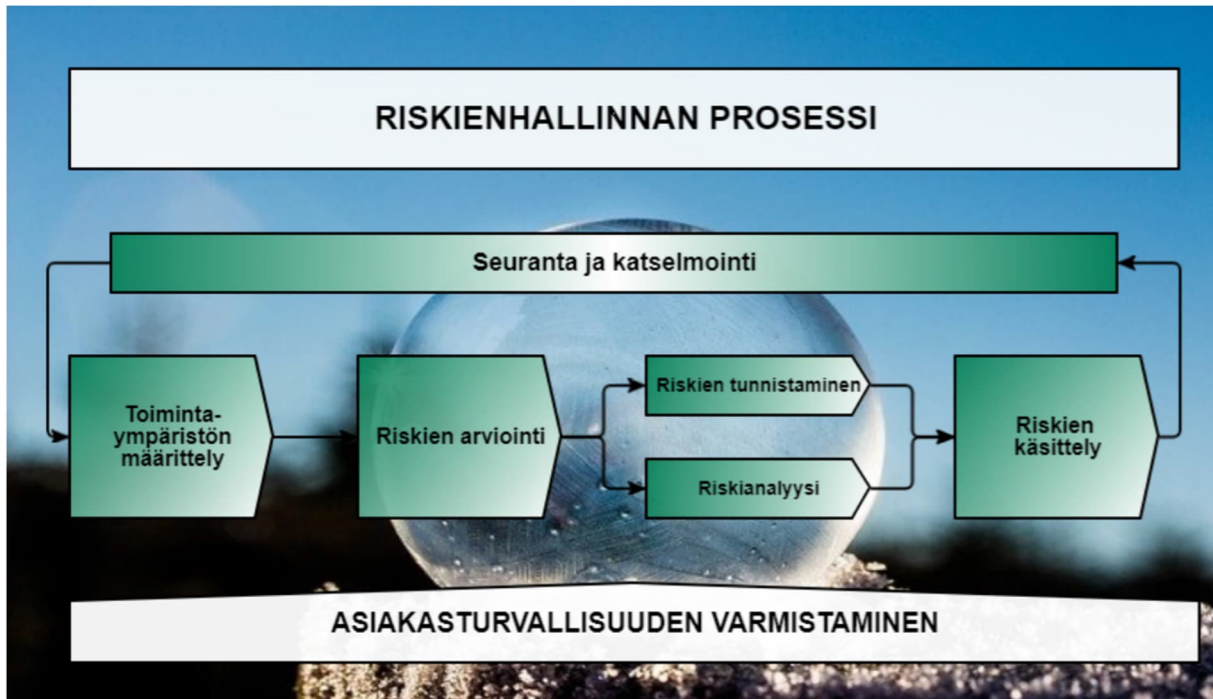 RISKIENHALLINNAN PROSESSI
Seuranta ja katselmointi
Toiminta-
ympäristön
määrittely
Riskien arviointi
Riskien tunnistaminen
Riskianalyysi
Riskien
käsittely
ASIAKASTURVALLISUUDEN VARMISTAMINEN